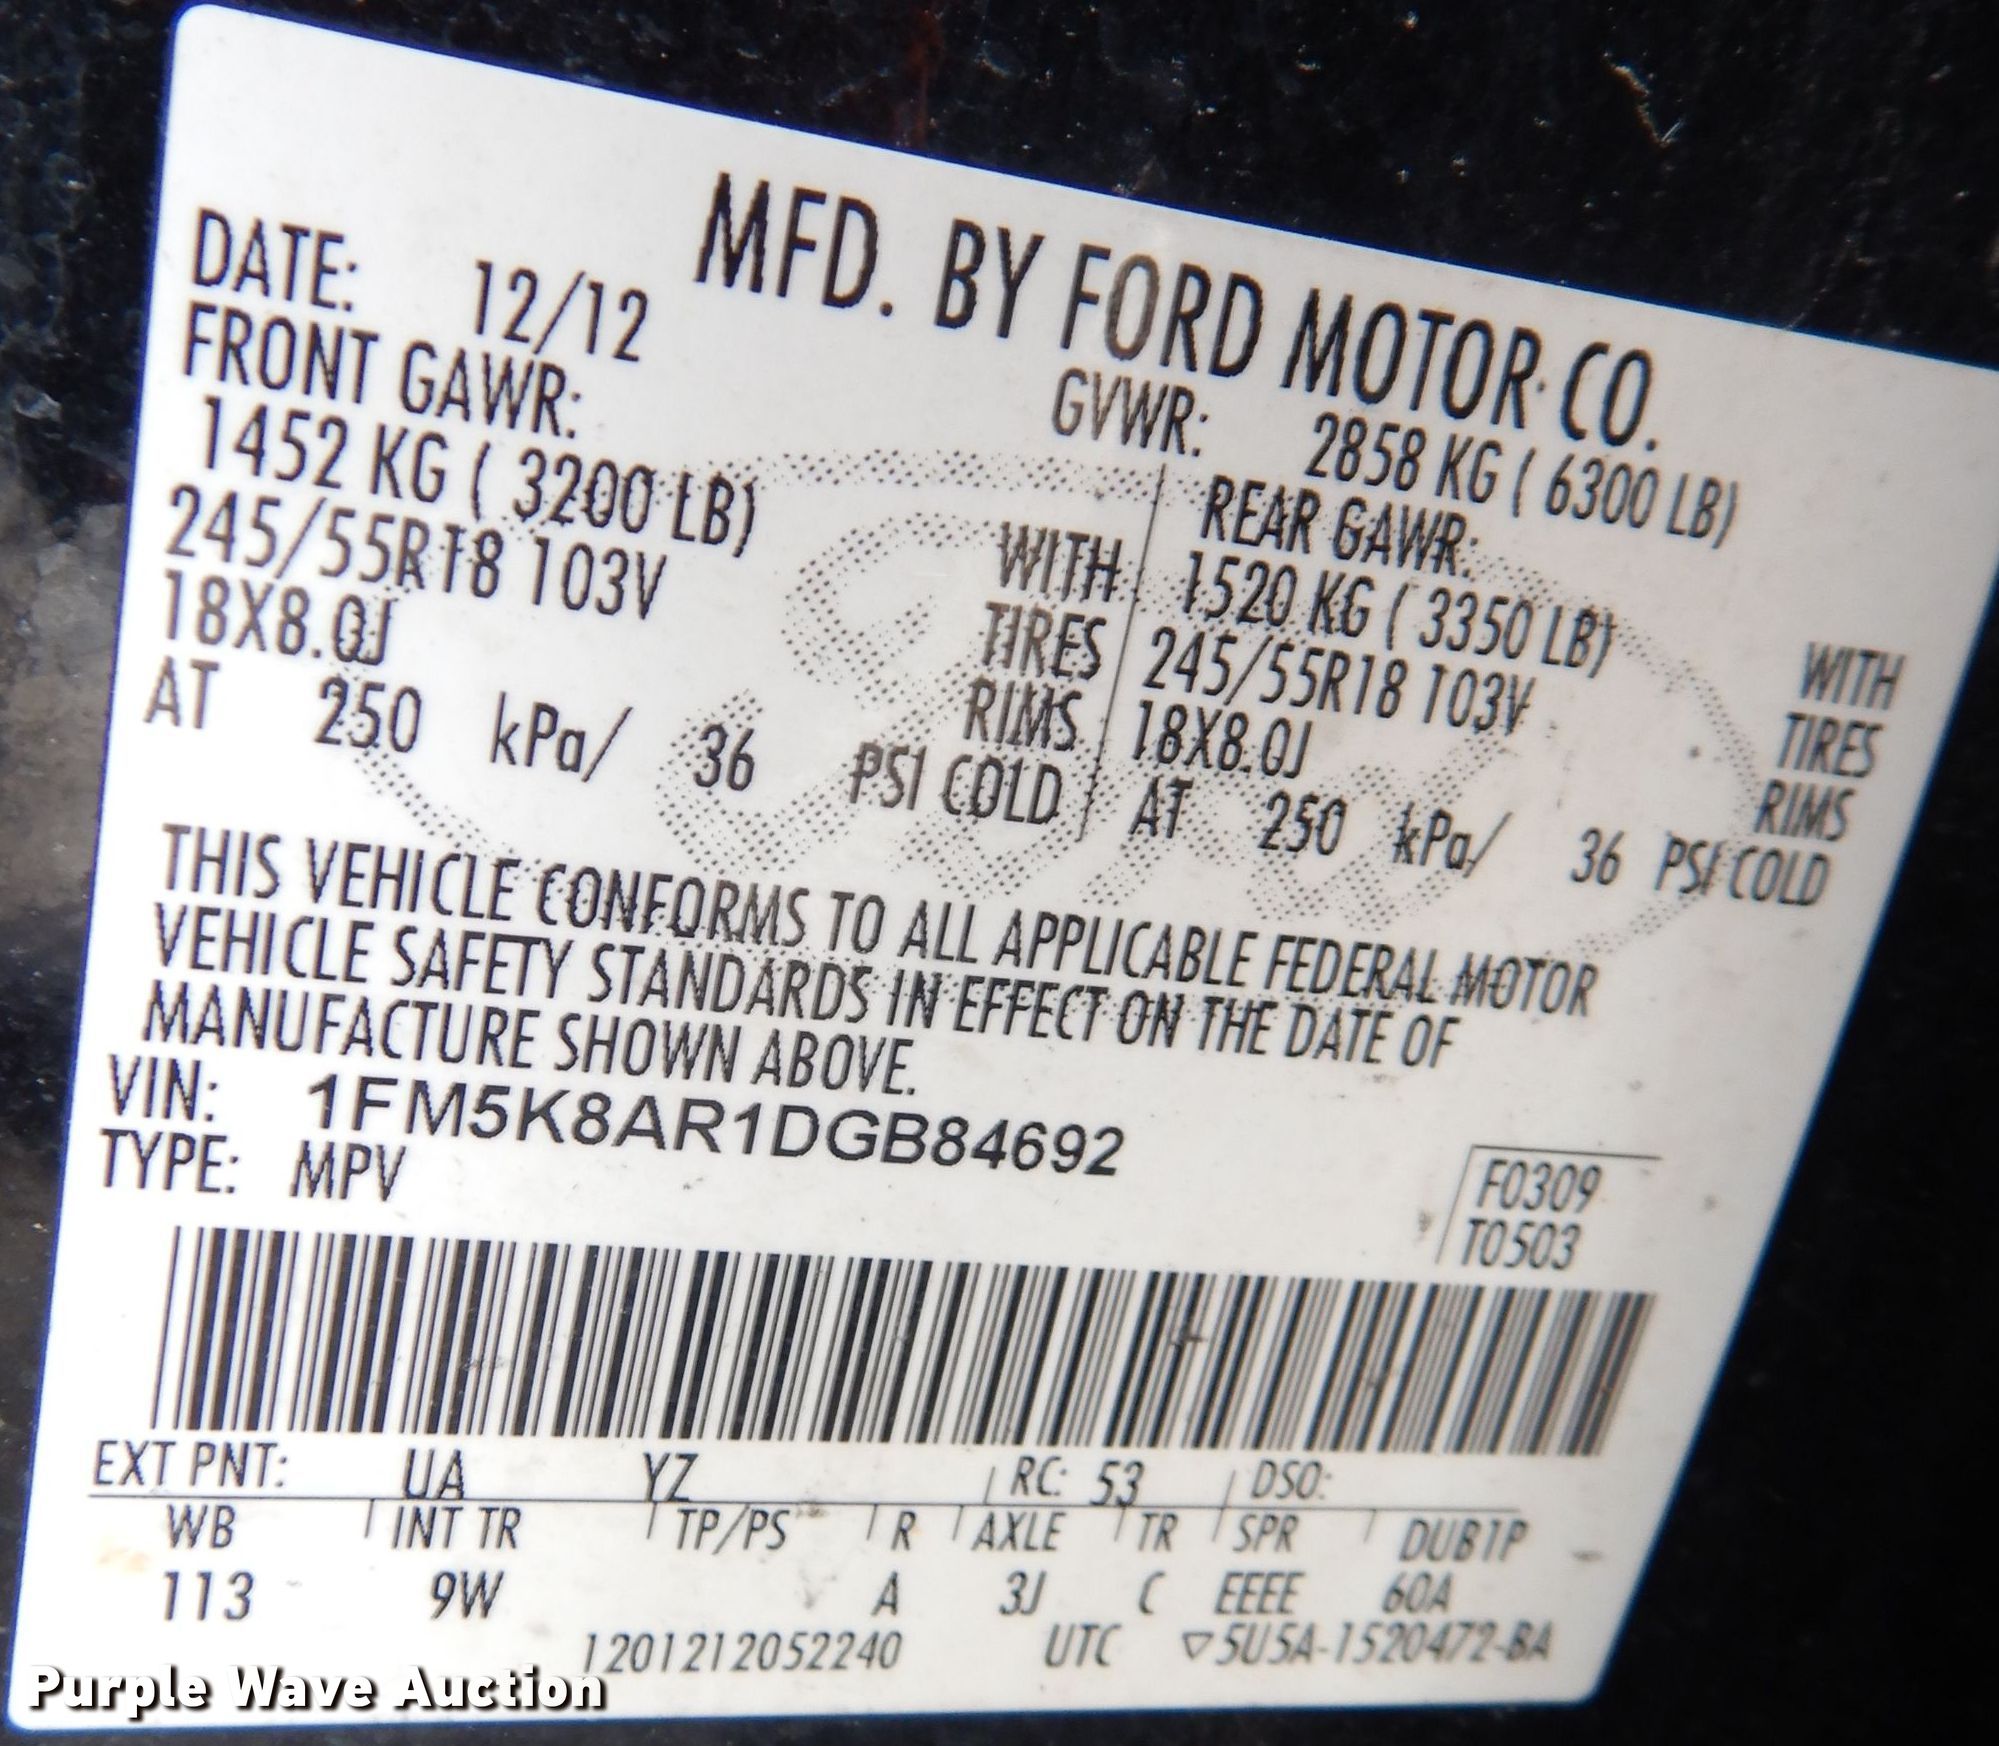 MFD. BY FORD MOTOR CO.
DATE: 12/12 GVWR: 2858 KG ( 6300 LB)
FRONT GAWR: REAR GAWR:
1452 KG ( 3200 LB) WITH 1520 KG ( 3350 LB) WITH
245/55R18 103V TIRES 245/55R18 103V TIRES
18X8.0J RIMS 18X8.0J RIMS
AT 250 kPa/ 36 PSI COLD AT 250 kPa/ 36 PSI COLD
THIS VEHICLE CONFORMS TO ALL APPLICABLE FEDERAL MOTOR
VEHICLE SAFETY STANDARDS IN EFFECT ON THE DATE OF
MANUFACTURE SHOWN ABOVE.
VIN: 1FM5K8AR1DGB84692
TYPE: MPV
F0309
T0503
EXT PNT: UA YZ RC: 53 DSO:
WB INT TR TP/PS R AXLE TR SPR DUBTP
113 9W A 3J C EEEE 60A
1201212052240 UTC ▽5U5A-1520472-BA
Purple Wave Auction